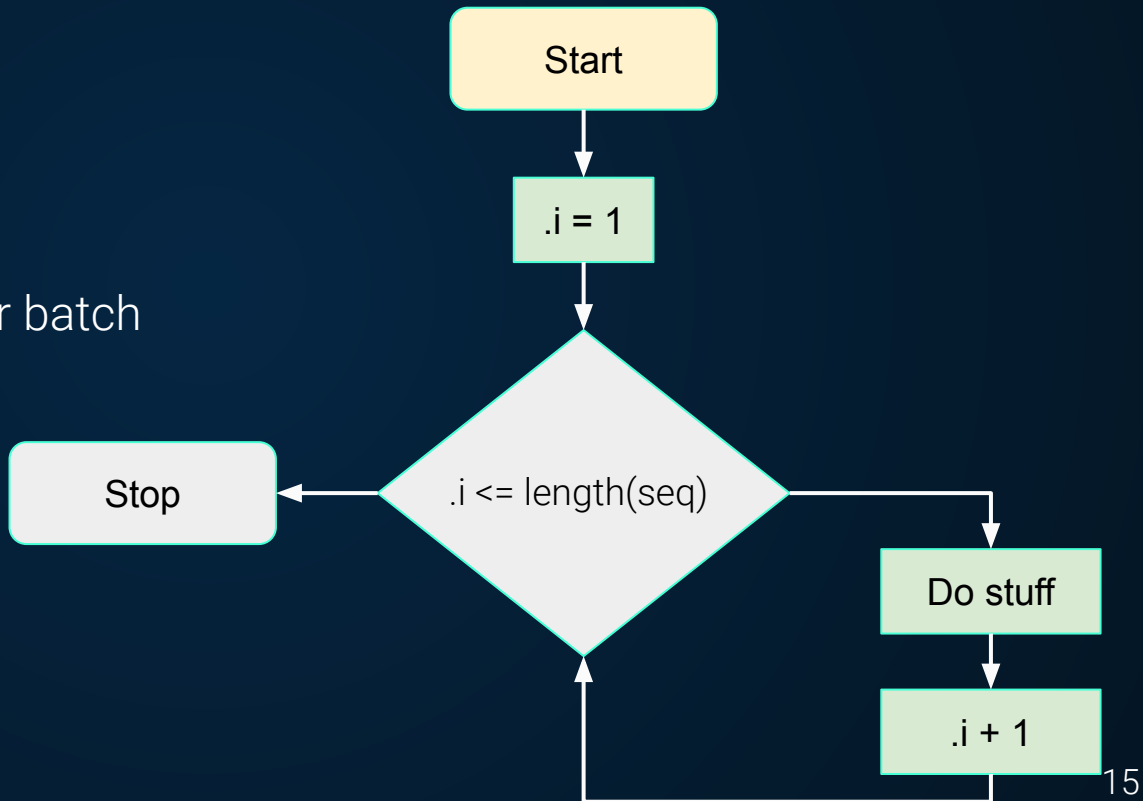 Start
.i = 1
r batch
Stop
.i <= length(seq)
Do stuff
.i + 1
15